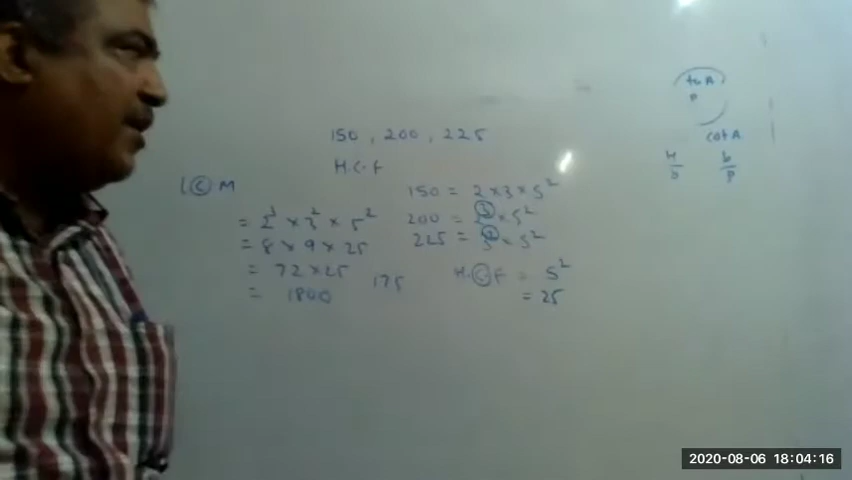 150 , 200 , 225
H.C.F
LCM
= 2³ × 3² × 5²
= 8 × 9 × 25
= 72 × 25
= 1800
175
150 = 2 × 3 × 5²
200 = 2³ × 5²
225 = 3² × 5²
H.C.F = 5²
= 25
tan A
P
cot A
b/P
2020-08-06 18:04:16